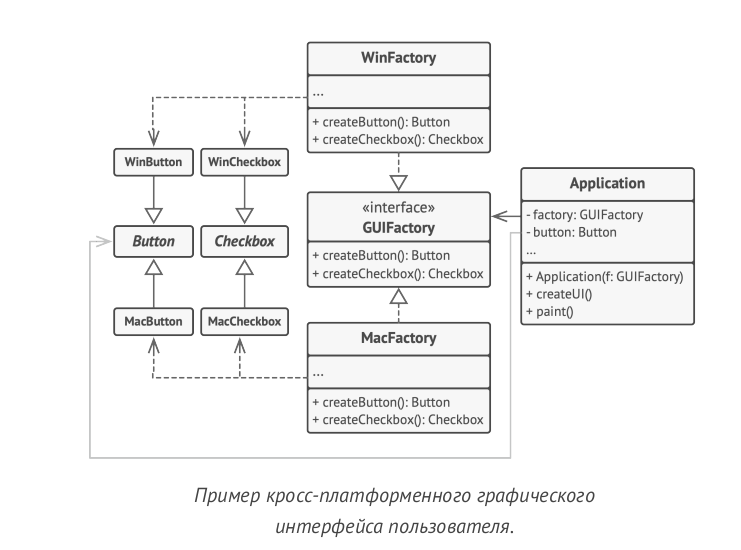 WinFactory
...
+ createButton(): Button
+ createCheckbox(): Checkbox
WinButton
WinCheckbox
Button
Checkbox
MacButton
MacCheckbox
«interface»
GUIFactory
+ createButton(): Button
+ createCheckbox(): Checkbox
Application
- factory: GUIFactory
- button: Button
...
+ Application(f: GUIFactory)
+ createUI()
+ paint()
MacFactory
...
+ createButton(): Button
+ createCheckbox(): Checkbox
Пример кросс-платформенного графического
интерфейса пользователя.